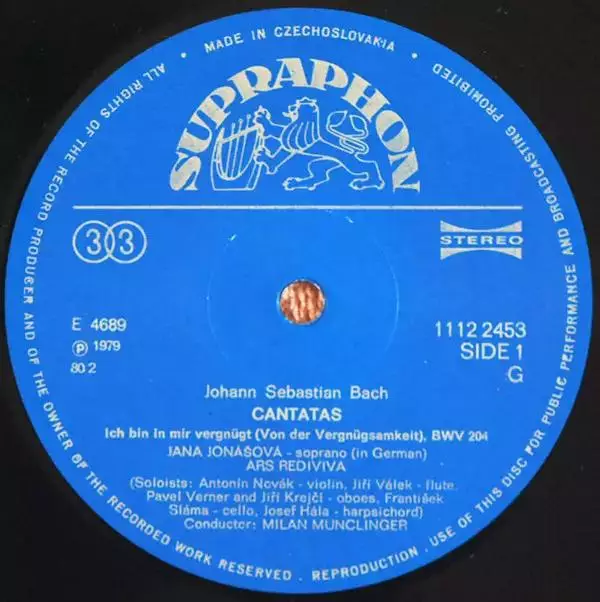 ALL RIGHTS OF THE RECORD PRODUCER AND OF THE OWNER OF THE RECORDED WORK RESERVED . REPRODUCTION . USE OF THIS DISC FOR PUBLIC PERFORMANCE AND BROADCASTING PROHIBITED
• MADE IN CZECHOSLOVAKIA •
SUPRAPHON
33
STEREO
E 4689
℗ 1979
80 2
1112 2453
SIDE 1
G
Johann Sebastian Bach
CANTATAS
Ich bin in mir vergnügt (Von der Vergnügsamkeit), BWV 204
JANA JONÁŠOVÁ - soprano (in German)
ARS REDIVIVA
(Soloists: Antonín Novák - violin, Jiří Válek - flute,
Pavel Verner and Jiří Krejčí - oboes, František
Sláma - cello, Josef Hála - harpsichord)
Conductor: MILAN MUNCLINGER